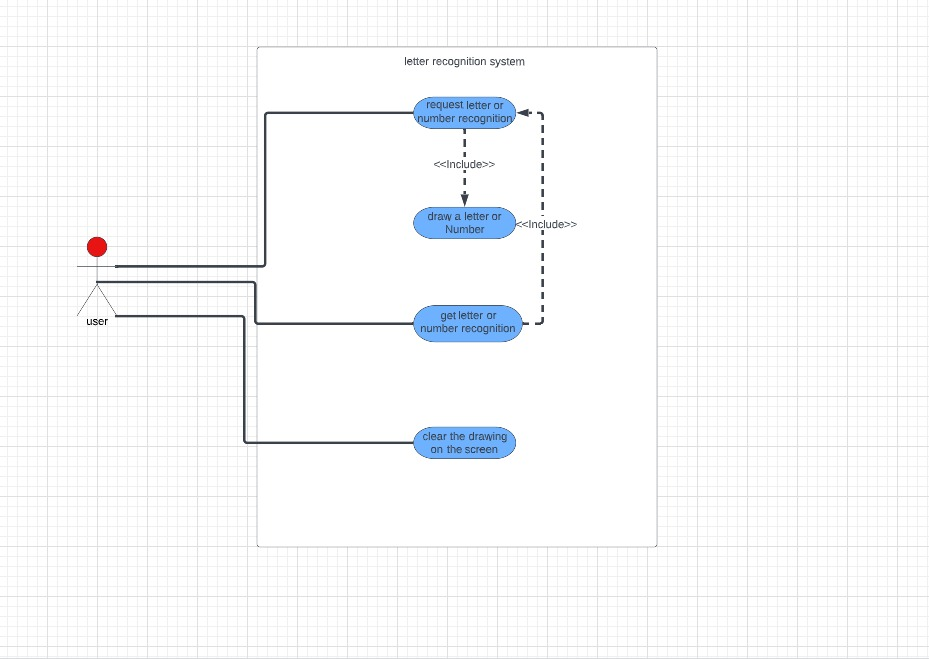 letter recognition system
request letter or
number recognition
<<Include>>
draw a letter or
Number
<<Include>>
get letter or
number recognition
user
clear the drawing
on the screen